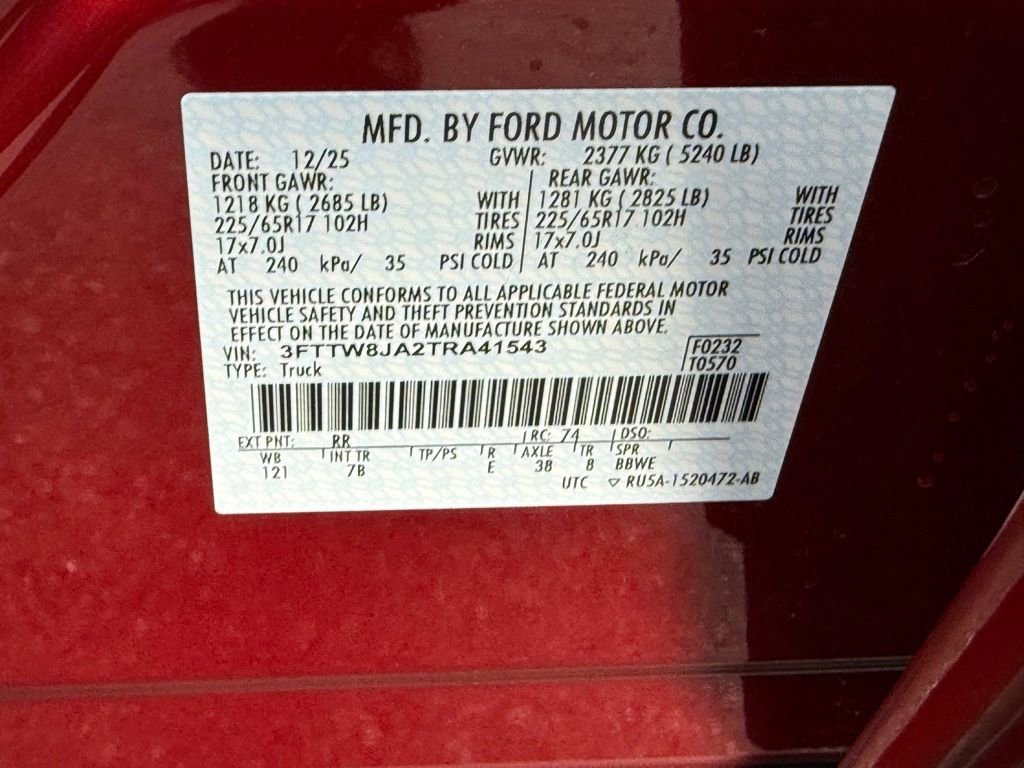 MFD. BY FORD MOTOR CO.
DATE: 12/25 GVWR: 2377 KG ( 5240 LB)
FRONT GAWR: REAR GAWR:
1218 KG ( 2685 LB) WITH 1281 KG ( 2825 LB) WITH
225/65R17 102H TIRES 225/65R17 102H TIRES
17x7.0J RIMS 17x7.0J RIMS
AT 240 kPa/ 35 PSI COLD AT 240 kPa/ 35 PSI COLD
THIS VEHICLE CONFORMS TO ALL APPLICABLE FEDERAL MOTOR
VEHICLE SAFETY AND THEFT PREVENTION STANDARDS IN
EFFECT ON THE DATE OF MANUFACTURE SHOWN ABOVE.
VIN: 3FTTW8JA2TRA41543 F0232
TYPE: Truck T0570
EXT PNT: RR RC: 74 DSO:
WB INT TR TP/PS R AXLE TR SPR
121 7B E 38 8 BBWE
UTC ▽ RU5A-1520472-AB